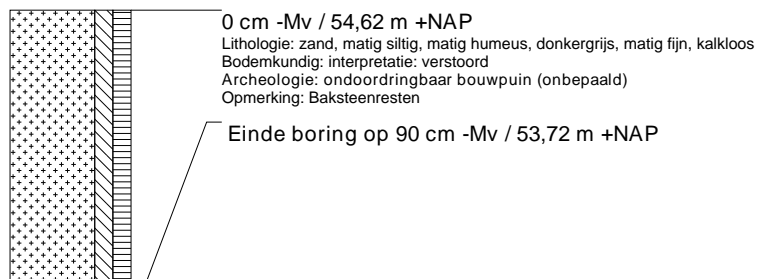 0 cm -Mv / 54,62 m +NAP
Lithologie: zand, matig siltig, matig humeus, donkergrijs, matig fijn, kalkloos
Bodemkundig: interpretatie: verstoord
Archeologie: ondoordringbaar bouwpuin (onbepaald)
Opmerking: Baksteenresten
Einde boring op 90 cm -Mv / 53,72 m +NAP